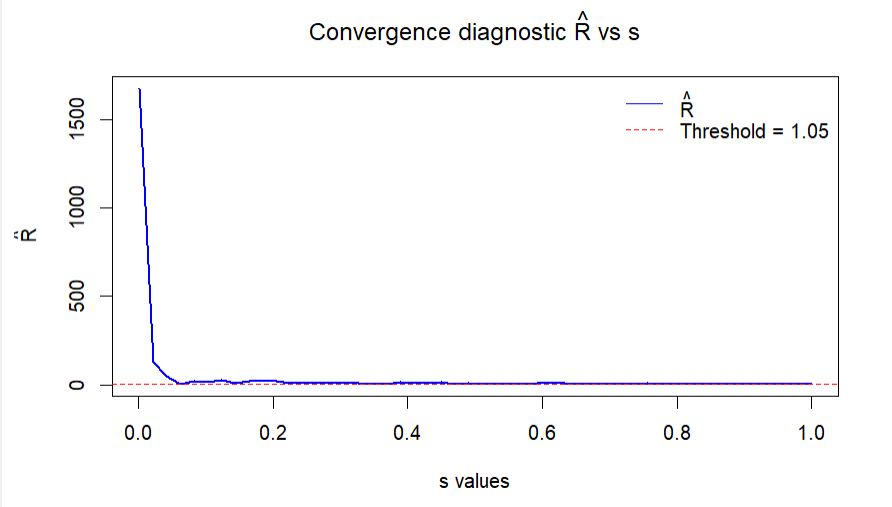 Convergence diagnostic R̂ vs s
R̂
Threshold = 1.05
1500
1000
500
0
R̂
0.0 0.2 0.4 0.6 0.8 1.0
s values